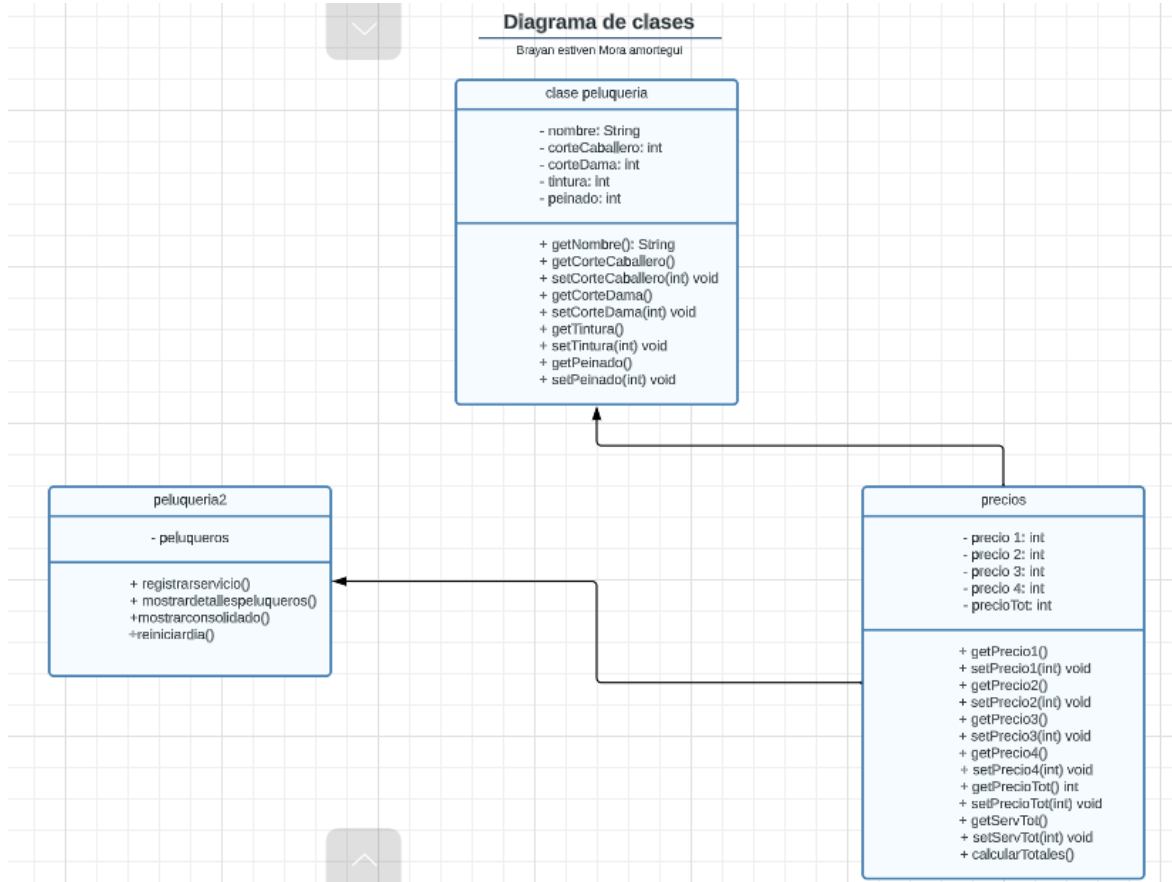 Diagrama de clases
Brayan estiven Mora amortegui
clase peluqueria
- nombre: String
- corteCaballero: int
- corteDama: int
- tintura: int
- peinado: int
+ getNombre(): String
+ getCorteCaballero()
+ setCorteCaballero(int) void
+ getCorteDama()
+ setCorteDama(int) void
+ getTintura()
+ setTintura(int) void
+ getPeinado()
+ setPeinado(int) void
peluqueria2
- peluqueros
+ registrarservicio()
+ mostrardetallespeluqueros()
+mostrarconsolidado()
+reiniciardia()
precios
- precio 1: int
- precio 2: int
- precio 3: int
- precio 4: int
- precioTot: int
+ getPrecio1()
+ setPrecio1(int) void
+ getPrecio2()
+ setPrecio2(int) void
+ getPrecio3()
+ setPrecio3(int) void
+ getPrecio4()
+ setPrecio4(int) void
+ getPrecioTot() int
+ setPrecioTot(int) void
+ getServTot()
+ setServTot(int) void
+ calcularTotales()